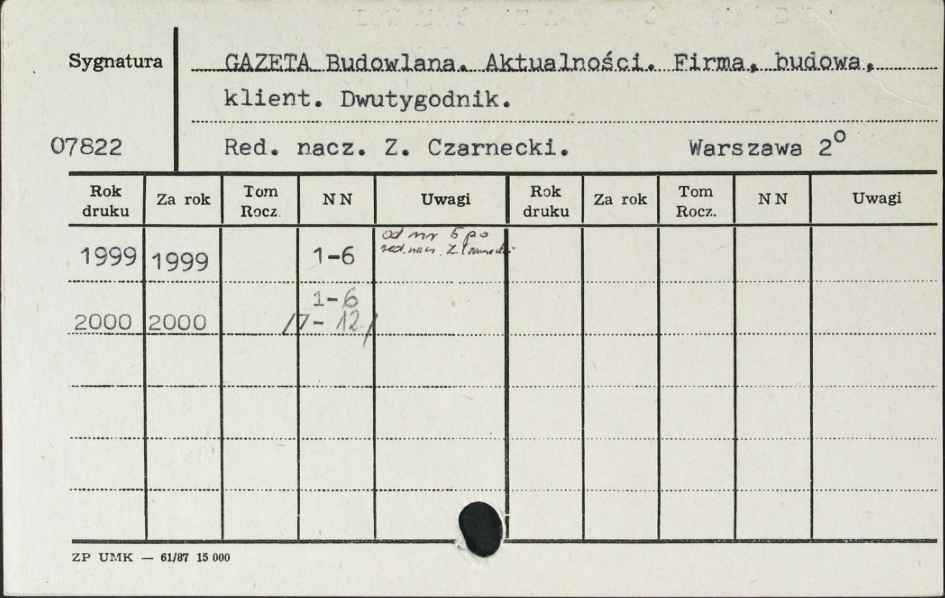 Sygnatura
GAZETA Budowlana. Aktualności. Firma, budowa,
klient. Dwutygodnik.
07822
Red. nacz. Z. Czarnecki. Warszawa 2°
Rok druku Za rok Tom Rocz. NN Uwagi Rok druku Za rok Tom Rocz. NN Uwagi
1999 1999 1-6 od nr 5 po
red. nacz. Z.
1-6
2000 2000 /7-12/
ZP UMK — 61/87 15 000